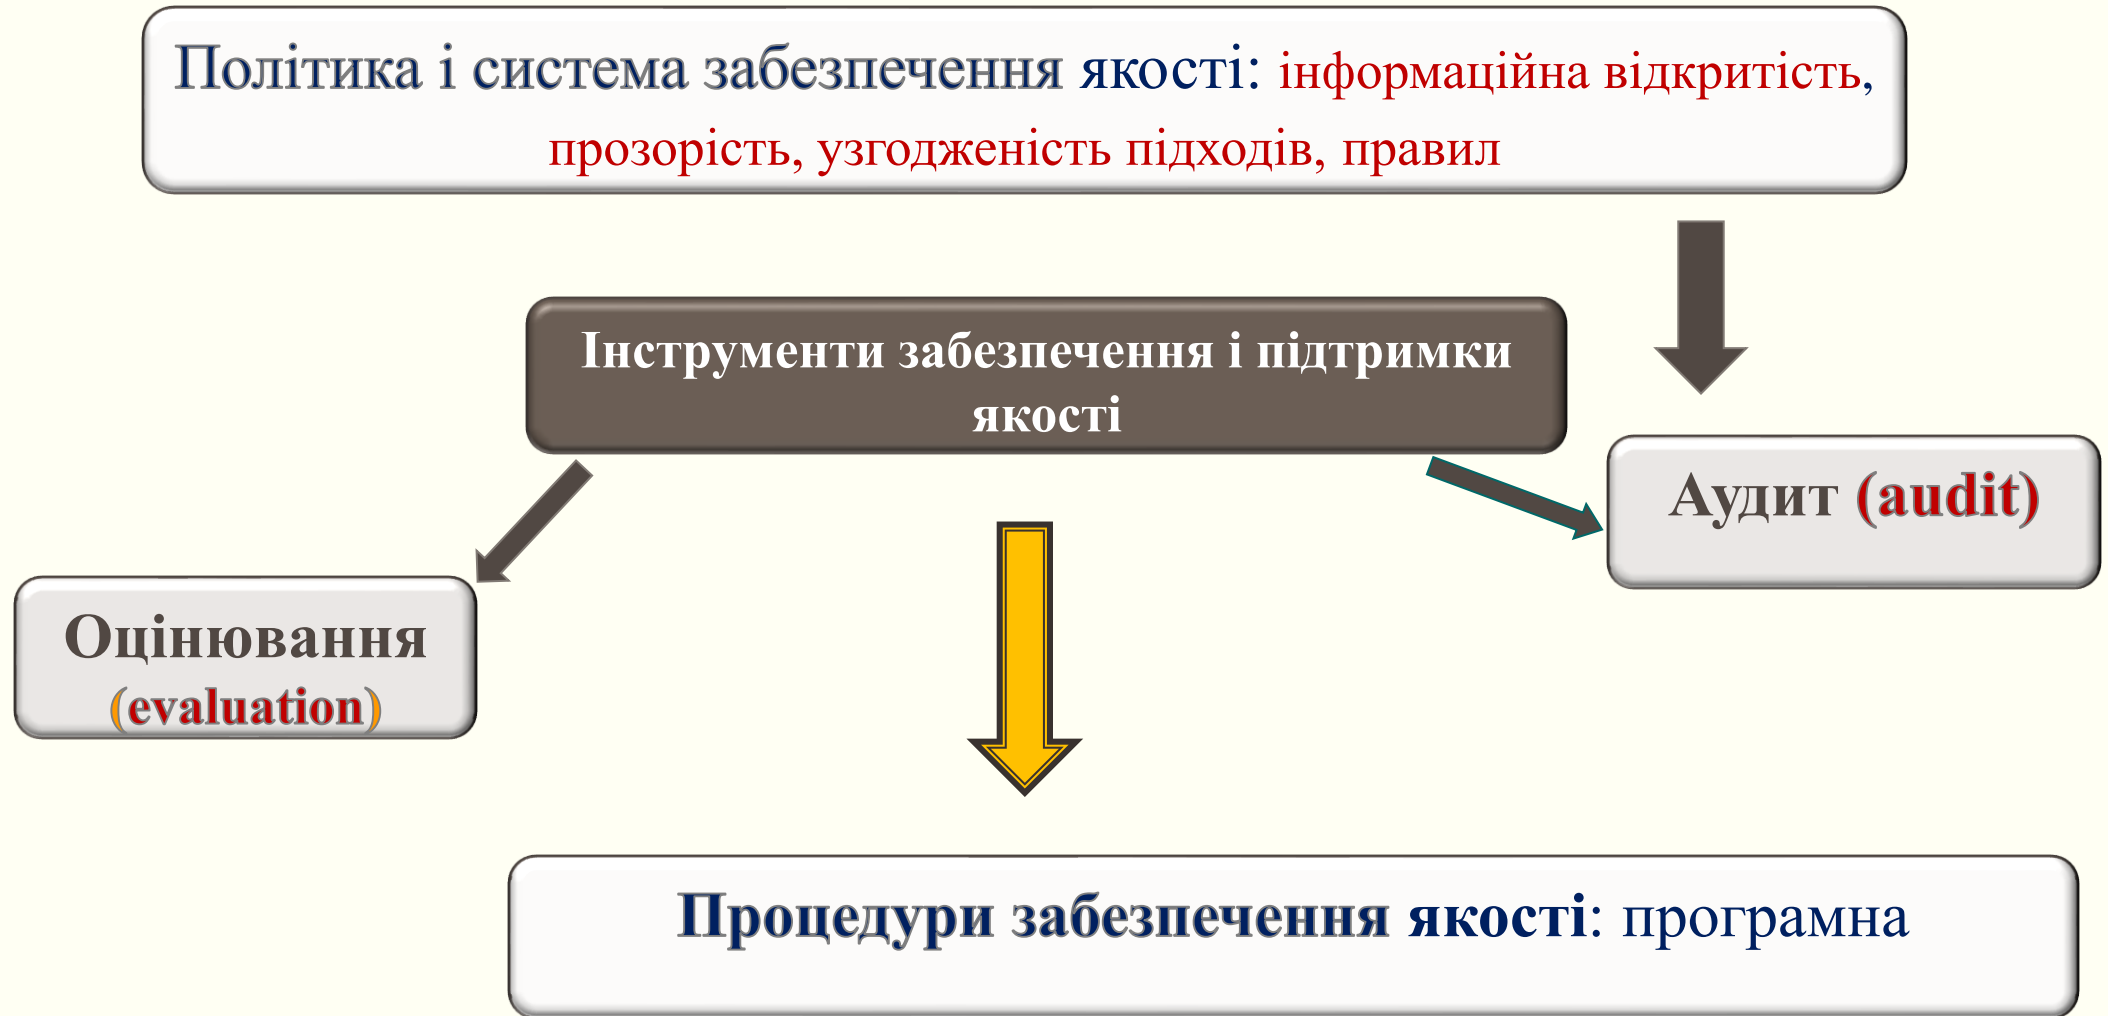 Політика і система забезпечення якості: інформаційна відкритість,
прозорість, узгодженість підходів, правил
Інструменти забезпечення і підтримки
якості
Аудит (audit)
Оцінювання
(evaluation)
Процедури забезпечення якості: програмна